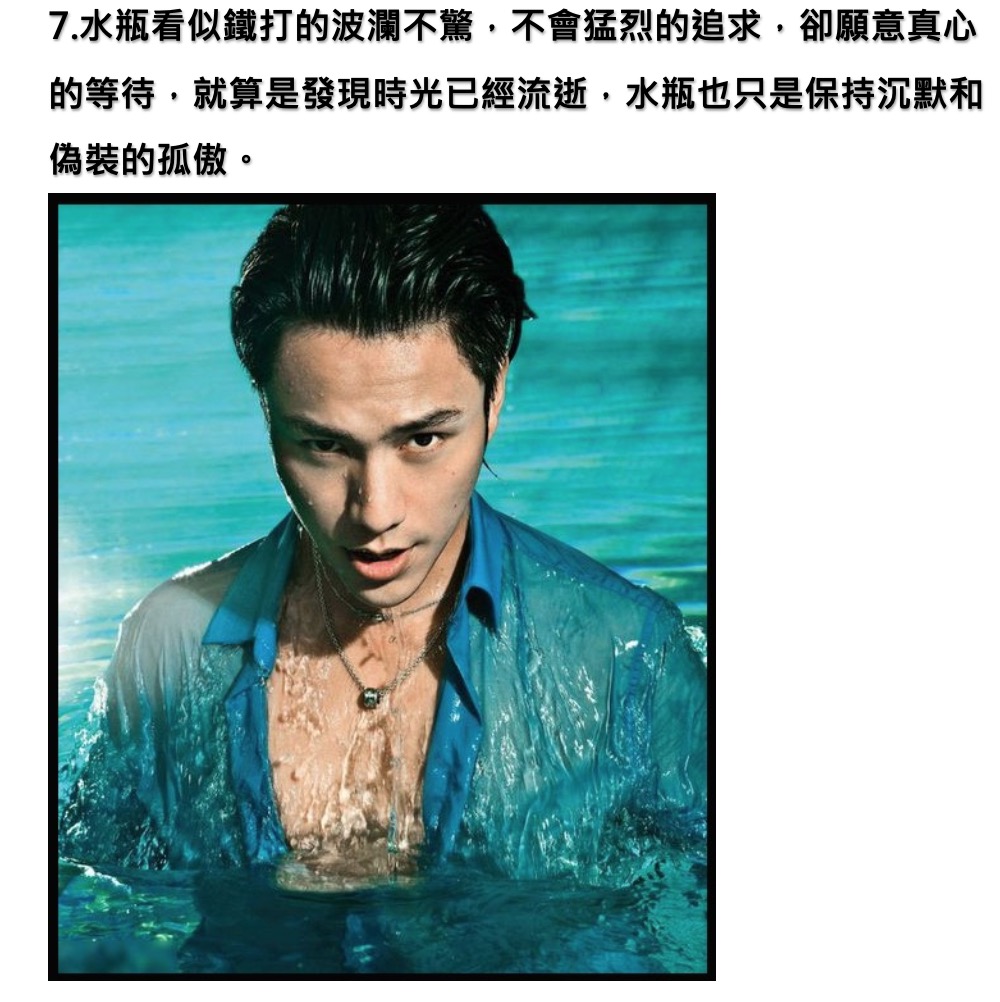 7.水瓶看似鐵打的波瀾不驚，不會猛烈的追求，卻願意真心
的等待，就算是發現時光已經流逝，水瓶也只是保持沉默和
偽裝的孤傲。